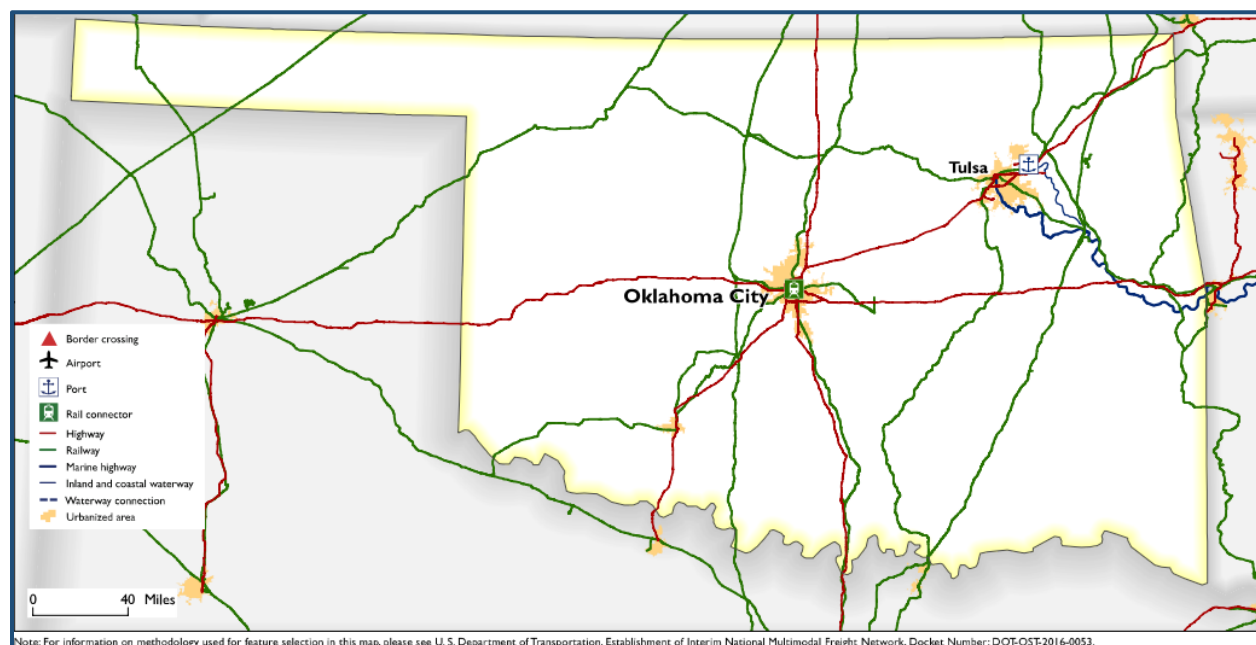 Tulsa
Oklahoma City
Border crossing
Airport
Port
Rail connector
Highway
Railway
Marine highway
Inland and coastal waterway
Waterway connection
Urbanized area
0 40 Miles
Note: For information on methodology used for feature selection in this map, please see U. S. Department of Transportation, Establishment of Interim National Multimodal Freight Network, Docket Number: DOT-OST-2016-0053.